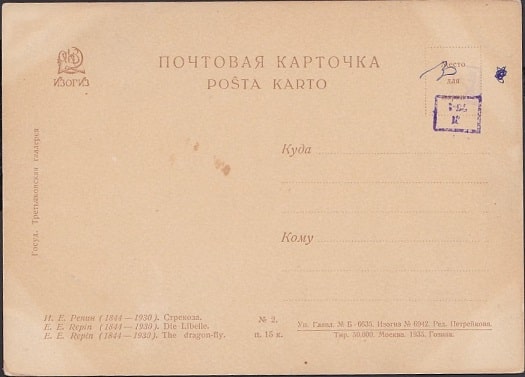 ИЗОГИЗ
ПОЧТОВАЯ КАРТОЧКА
POŜTA KARTO
Место
для
Куда
Кому
Госуд. Третьяковская галлерея
И. Е. Репин (1844—1930). Стрекоза.
E. E. Repin (1844—1930). Die Libelle.
E. E. Repin (1844—1930). The dragon-fly.
№ 2.
ц. 15 к.
Уп. Главл. № Б-6635. Изогиз № 6942. Ред. Петрейкова.
Тир. 50.000. Москва. 1935. Гознак.